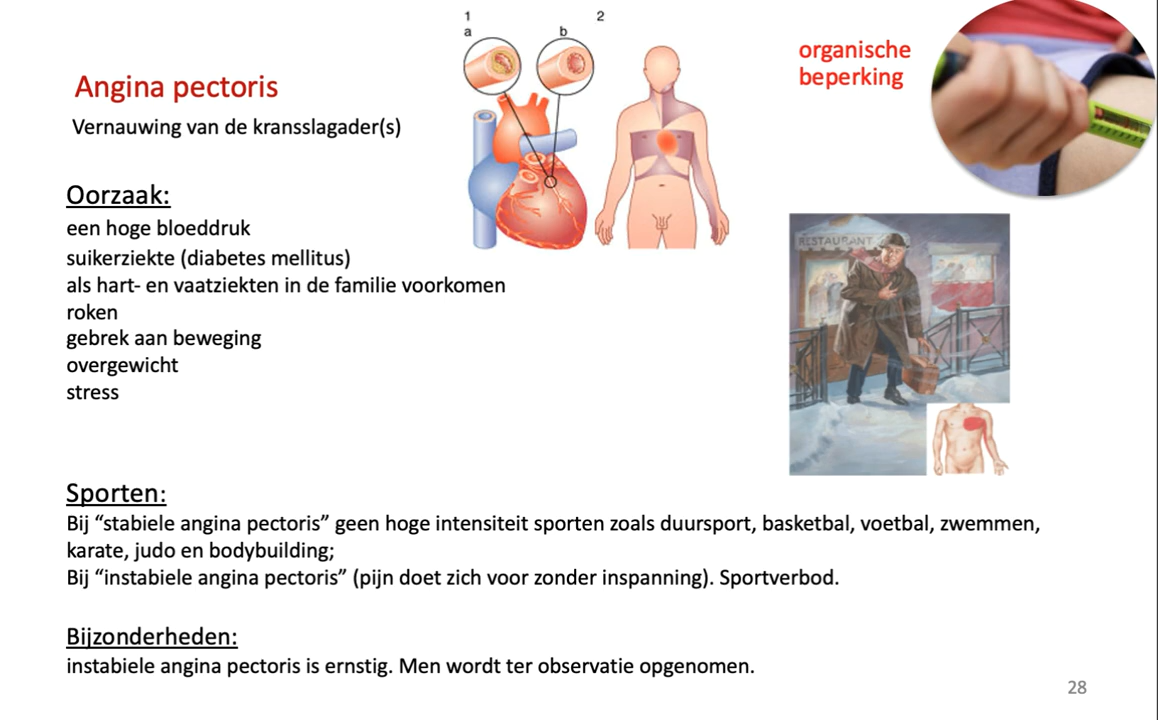 1
2
a
b
organische
beperking
Angina pectoris
Vernauwing van de kransslagader(s)
Oorzaak:
een hoge bloeddruk
suikerziekte (diabetes mellitus)
als hart- en vaatziekten in de familie voorkomen
roken
gebrek aan beweging
overgewicht
stress
RESTAURANT
Sporten:
Bij “stabiele angina pectoris” geen hoge intensiteit sporten zoals duursport, basketbal, voetbal, zwemmen,
karate, judo en bodybuilding;
Bij “instabiele angina pectoris” (pijn doet zich voor zonder inspanning). Sportverbod.
Bijzonderheden:
instabiele angina pectoris is ernstig. Men wordt ter observatie opgenomen.
28